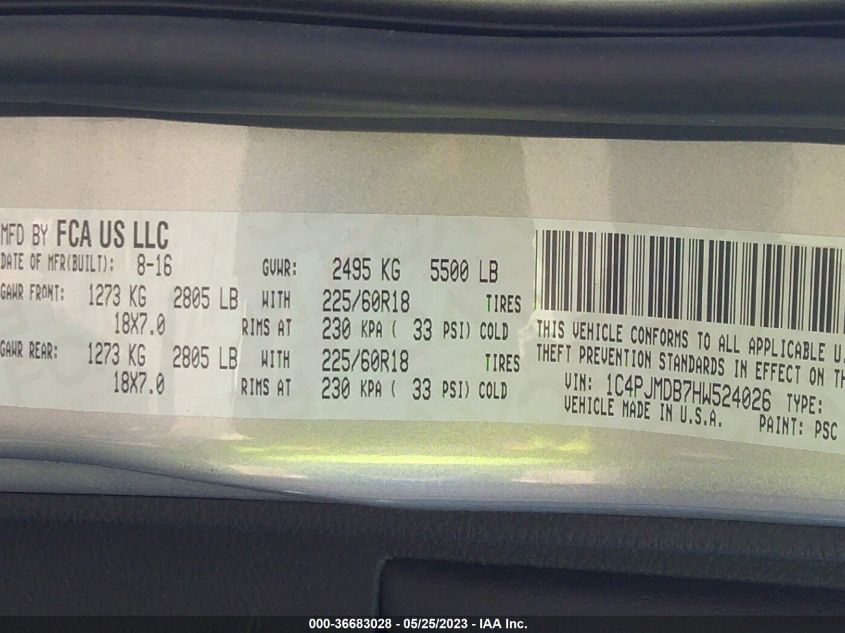 MFD BY FCA US LLC
DATE OF MFR(BUILT): 8-16 GVWR: 2495 KG 5500 LB
GAWR FRONT: 1273 KG 2805 LB WITH 225/60R18 TIRES
18X7.0 RIMS AT 230 KPA ( 33 PSI) COLD
GAWR REAR: 1273 KG 2805 LB WITH 225/60R18 TIRES
18X7.0 RIMS AT 230 KPA ( 33 PSI) COLD
THIS VEHICLE CONFORMS TO ALL APPLICABLE U.
THEFT PREVENTION STANDARDS IN EFFECT ON TH
VIN: 1C4PJMDB7HW524026 TYPE:
VEHICLE MADE IN U.S.A. PAINT: PSC
000-36683028 - 05/25/2023 - IAA Inc.